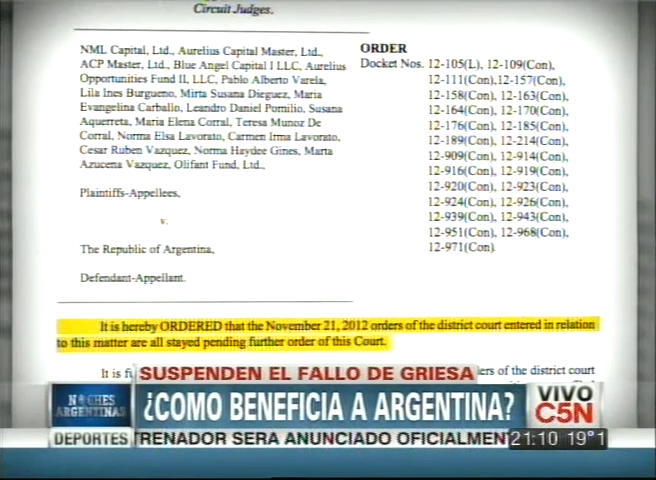 Circuit Judges.
NML Capital, Ltd., Aurelius Capital Master, Ltd.,
ACP Master, Ltd., Blue Angel Capital I LLC, Aurelius
Opportunities Fund II, LLC, Pablo Alberto Varela,
Lila Ines Burgueno, Mirta Susana Dieguez, Maria
Evangelina Carballo, Leandro Daniel Pomilio, Susana
Aquerreta, Maria Elena Corral, Teresa Munoz De
Corral, Norma Elsa Lavorato, Carmen Irma Lavorato,
Cesar Ruben Vazquez, Norma Haydee Gines, Marta
Azucena Vazquez, Olifant Fund, Ltd.,
Plaintiffs-Appellees,
v.
The Republic of Argentina,
Defendant-Appellant.
ORDER
Docket Nos. 12-105(L), 12-109(Con),
12-111(Con),12-157(Con),
12-158(Con), 12-163(Con),
12-164(Con), 12-170(Con),
12-176(Con), 12-185(Con),
12-189(Con), 12-214(Con),
12-909(Con), 12-914(Con),
12-916(Con), 12-919(Con),
12-920(Con), 12-923(Con),
12-924(Con), 12-926(Con),
12-939(Con), 12-943(Con),
12-951(Con), 12-968(Con),
12-971(Con)
It is hereby ORDERED that the November 21, 2012 orders of the district court entered in relation
to this matter are all stayed pending further order of this Court.
It is fu ders of the district court
SUSPENDEN EL FALLO DE GRIESA
NOCHES
ARGENTINAS
¿COMO BENEFICIA A ARGENTINA?
VIVO
C5N
DEPORTES TRENADOR SERA ANUNCIADO OFICIALMEN 21:10 19°1